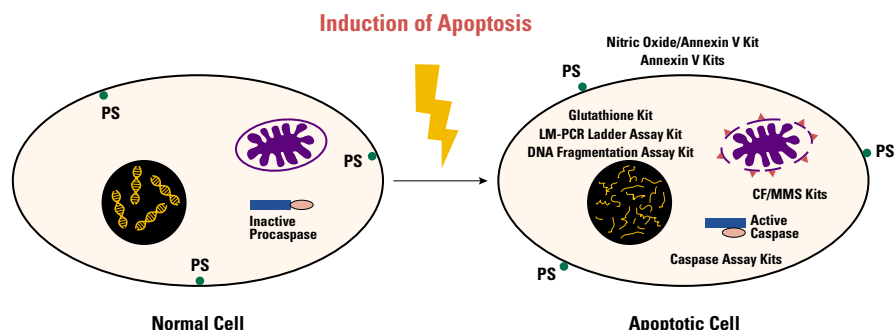 Induction of Apoptosis
Nitric Oxide/Annexin V Kit
Annexin V Kits
PS
PS
PS
Inactive
Procaspase
Normal Cell
PS
Glutathione Kit
LM-PCR Ladder Assay Kit
DNA Fragmentation Assay Kit
PS
CF/MMS Kits
Active
Caspase
Caspase Assay Kits
PS
Apoptotic Cell